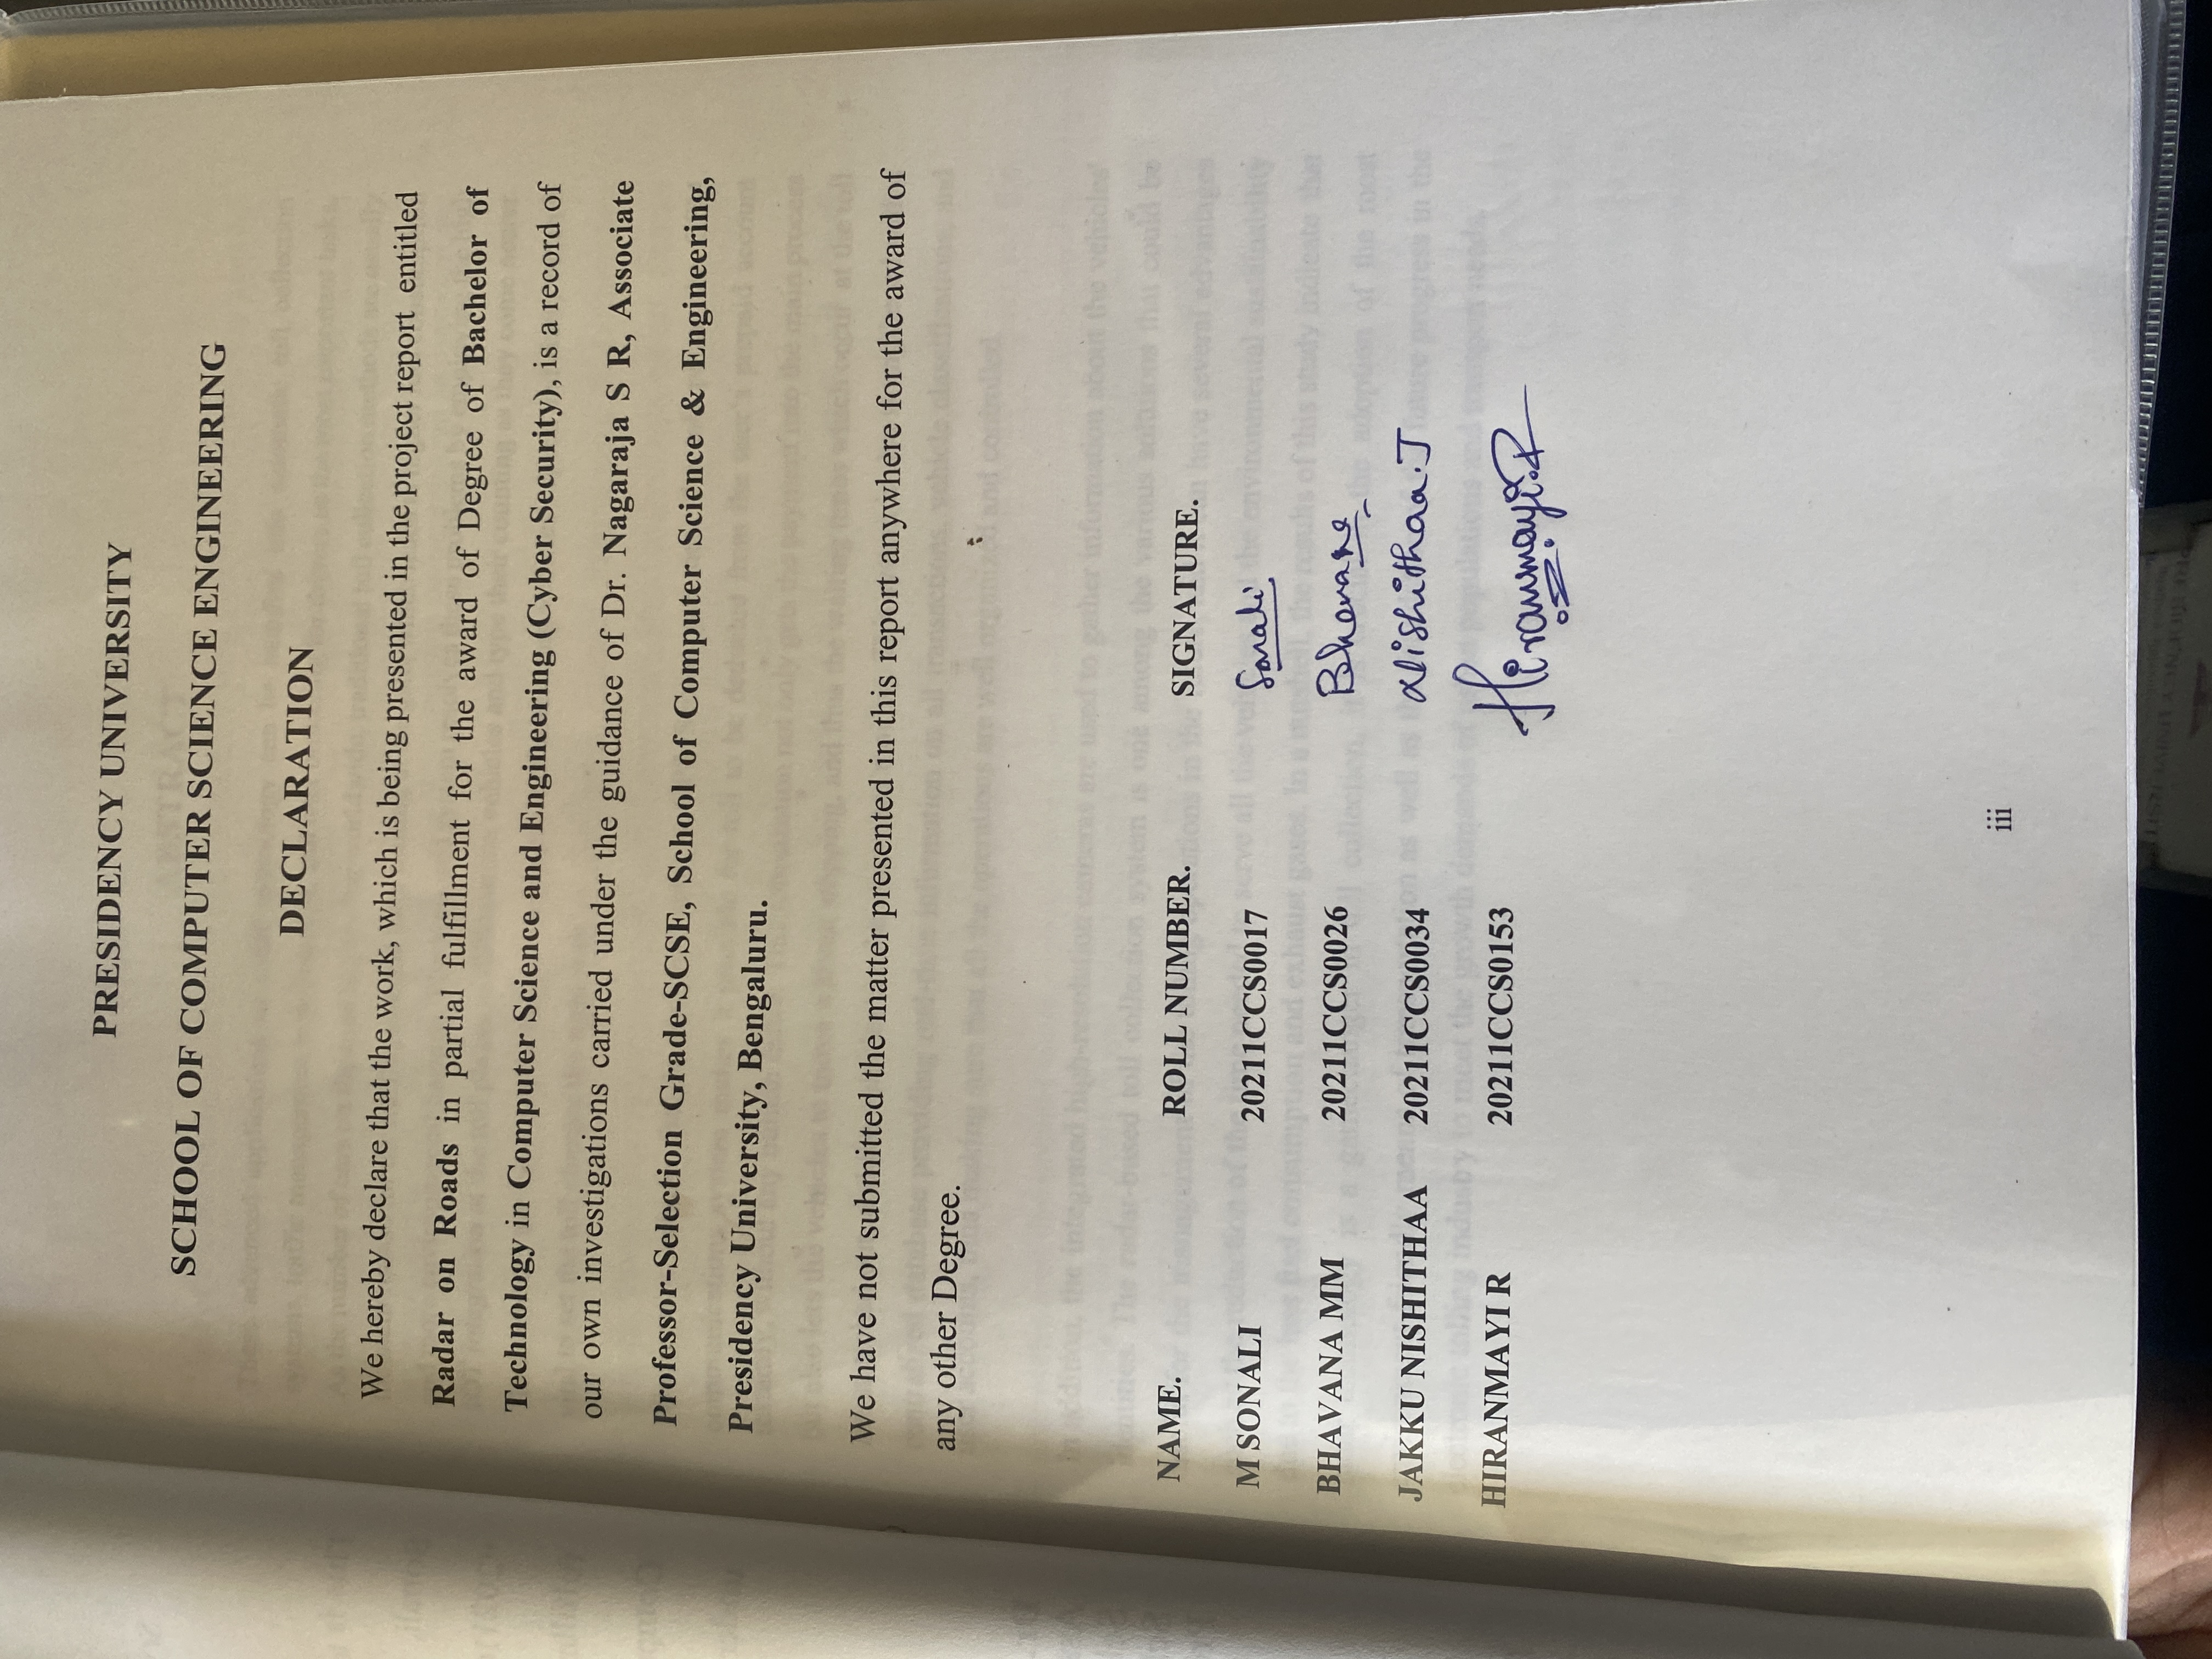 PRESIDENCY UNIVERSITY
SCHOOL OF COMPUTER SCIENCE ENGINEERING
DECLARATION
We hereby declare that the work, which is being presented in the project report entitled
Radar on Roads in partial fulfillment for the award of Degree of Bachelor of
Technology in Computer Science and Engineering (Cyber Security), is a record of
our own investigations carried under the guidance of Dr. Nagaraja S R, Associate
Professor-Selection Grade-SCSE, School of Computer Science & Engineering,
Presidency University, Bengaluru.
We have not submitted the matter presented in this report anywhere for the award of
any other Degree.
NAME. ROLL NUMBER. SIGNATURE.
M SONALI 20211CCS0017 Sonali
BHAVANA MM 20211CCS0026 Bhavana
JAKKU NISHITHAA 20211CCS0034 Nishithaa.J
HIRANMAYI R 20211CCS0153 Hiranmayi.R
iii